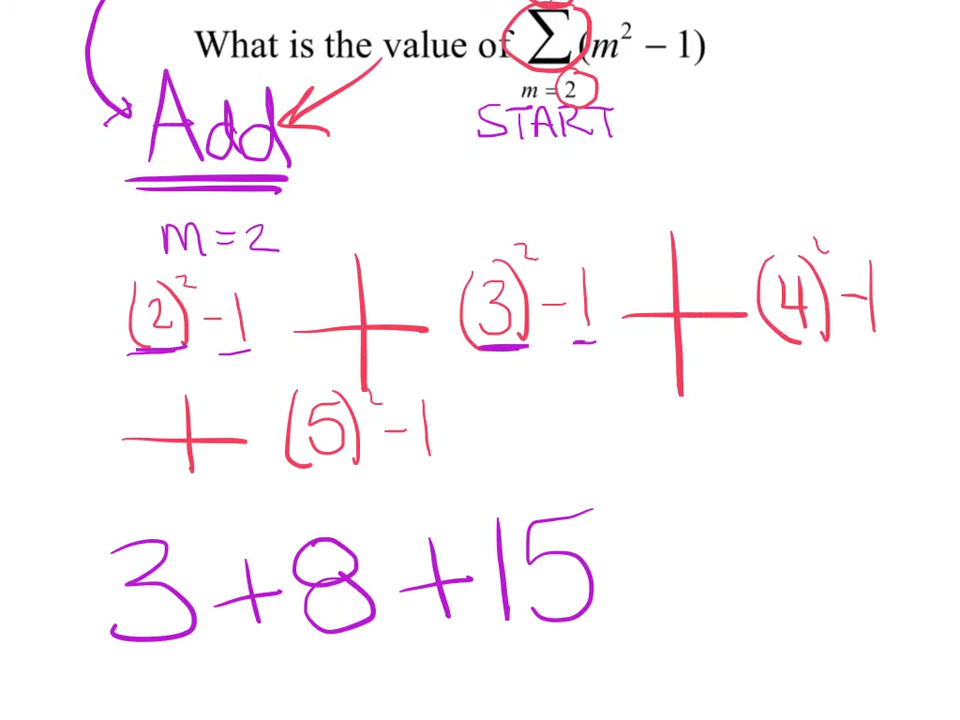 What is the value of ∑ (m² − 1)
m = 2
START
Add
m = 2
(2)² - 1 + (3)² - 1 + (4)² - 1
+ (5)² - 1
3 + 8 + 15